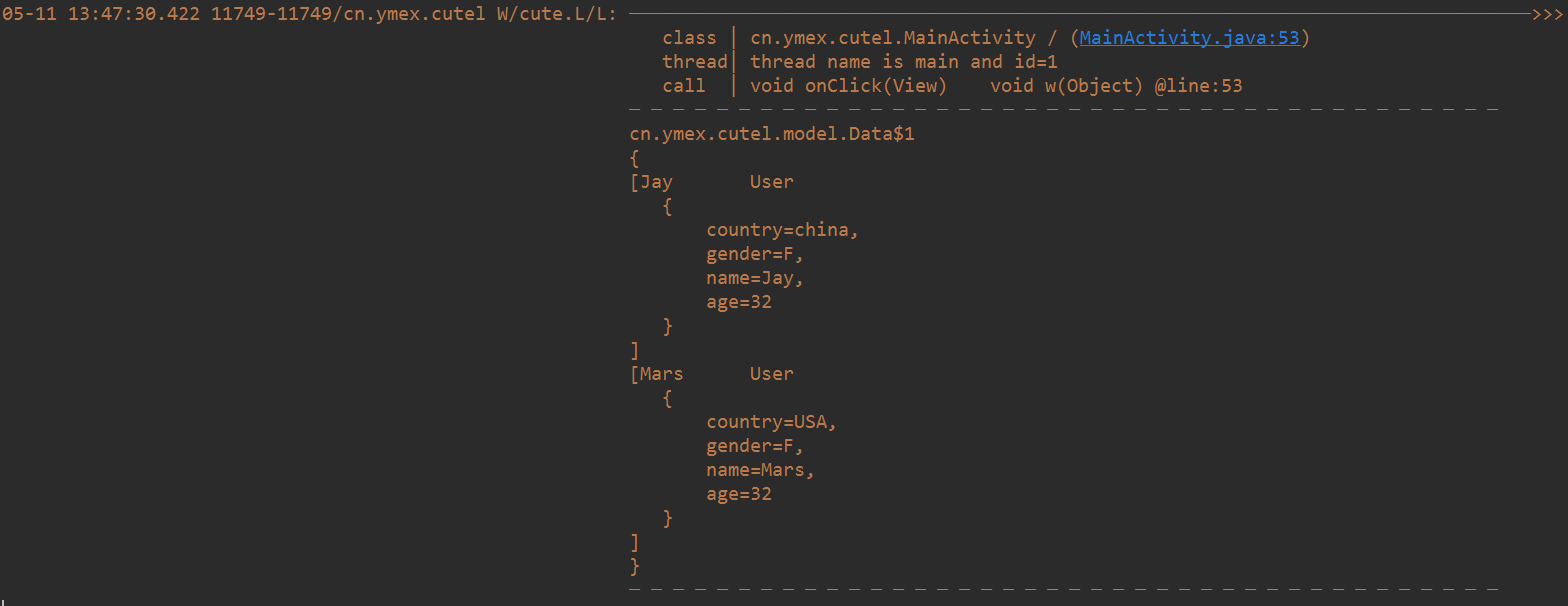 05-11 13:47:30.422 11749-11749/cn.ymex.cutel W/cute.L/L: ——————————————————————————————>>>
class | cn.ymex.cutel.MainActivity / (MainActivity.java:53)
thread| thread name is main and id=1
call | void onClick(View) void w(Object) @line:53
— — — — — — — — — — — — — — — — — — — — — — — — — — — — — — — — — — — — — — — —
cn.ymex.cutel.model.Data$1
{
[Jay User
{
country=china,
gender=F,
name=Jay,
age=32
}
]
[Mars User
{
country=USA,
gender=F,
name=Mars,
age=32
}
]
}
— — — — — — — — — — — — — — — — — — — — — — — — — — — — — — — — — — — — — — — —